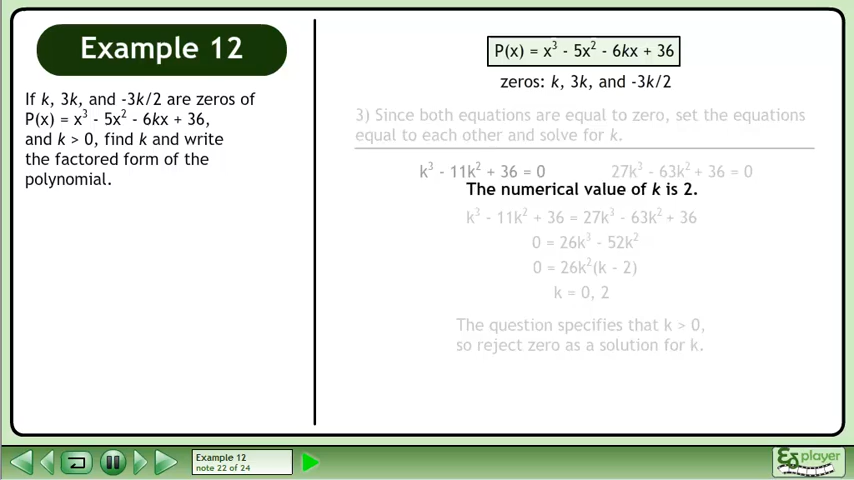 Example 12
If k, 3k, and -3k/2 are zeros of
P(x) = x³ - 5x² - 6kx + 36,
and k > 0, find k and write
the factored form of the
polynomial.
P(x) = x³ - 5x² - 6kx + 36
zeros: k, 3k, and -3k/2
3) Since both equations are equal to zero, set the equations
equal to each other and solve for k.
k³ - 11k² + 36 = 0 27k³ - 63k² + 36 = 0
The numerical value of k is 2.
k³ - 11k² + 36 = 27k³ - 63k² + 36
0 = 26k³ - 52k²
0 = 26k²(k - 2)
k = 0, 2
The question specifies that k > 0,
so reject zero as a solution for k.
Example 12
note 22 of 24
player